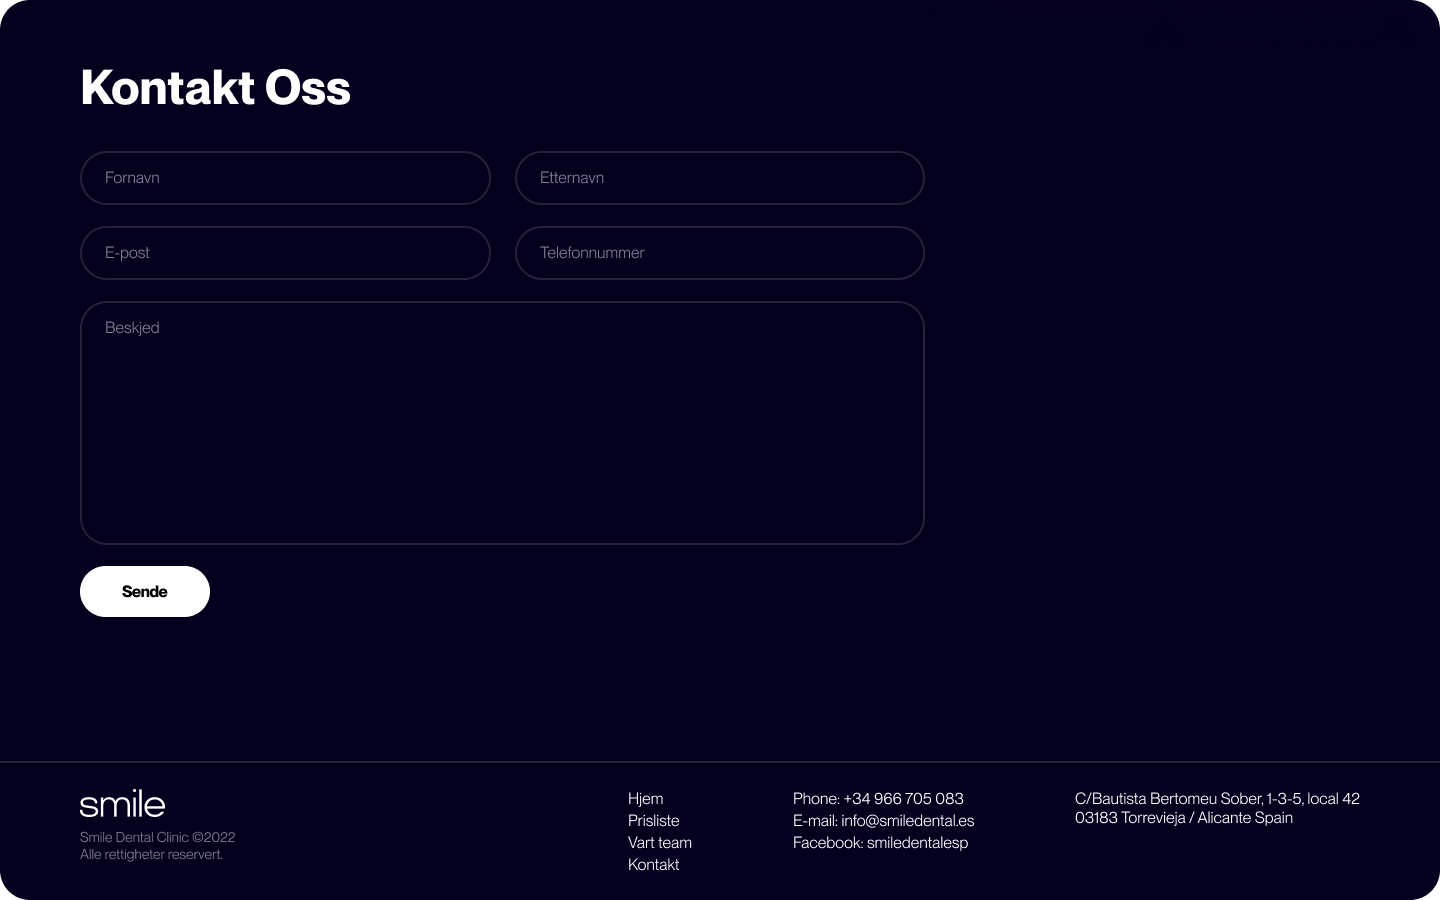 Kontakt Oss
Fornavn
Etternavn
E-post
Telefonnummer
Beskjed
Sende
smile
Smile Dental Clinic ©2022
Alle rettigheter reservert.
Hjem
Prisliste
Vart team
Kontakt
Phone: +34 966 705 083
E-mail: info@smiledental.es
Facebook: smiledentalesp
C/Bautista Bertomeu Sober, 1-3-5, local 42
03183 Torrevieja / Alicante Spain